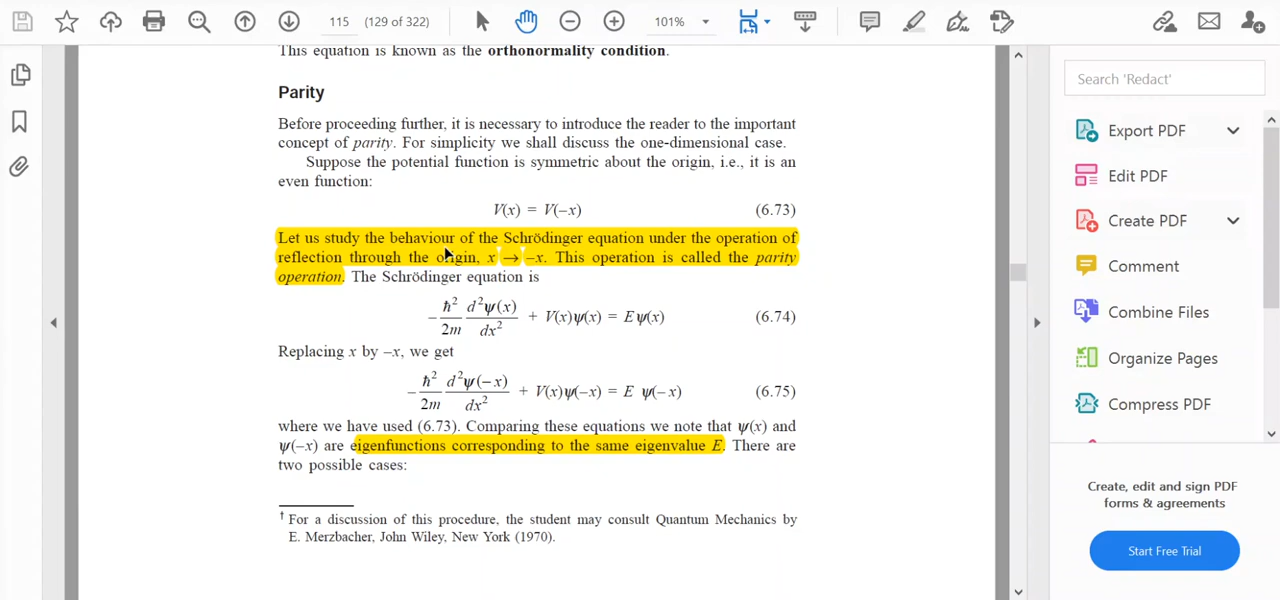 115 (129 of 322) 101%
This equation is known as the orthonormality condition.
Parity
Before proceeding further, it is necessary to introduce the reader to the important
concept of parity. For simplicity we shall discuss the one-dimensional case.
Suppose the potential function is symmetric about the origin, i.e., it is an
even function:
V(x) = V(–x) (6.73)
Let us study the behaviour of the Schrödinger equation under the operation of
reflection through the origin, x → –x. This operation is called the parity
operation. The Schrödinger equation is
- ħ²/2m d²ψ(x)/dx² + V(x)ψ(x) = Eψ(x) (6.74)
Replacing x by –x, we get
- ħ²/2m d²ψ(–x)/dx² + V(x)ψ(–x) = E ψ(–x) (6.75)
where we have used (6.73). Comparing these equations we note that ψ(x) and
ψ(–x) are eigenfunctions corresponding to the same eigenvalue E. There are
two possible cases:
† For a discussion of this procedure, the student may consult Quantum Mechanics by
E. Merzbacher, John Wiley, New York (1970).
Search 'Redact'
Export PDF
Edit PDF
Create PDF
Comment
Combine Files
Organize Pages
Compress PDF
Create, edit and sign PDF
forms & agreements
Start Free Trial